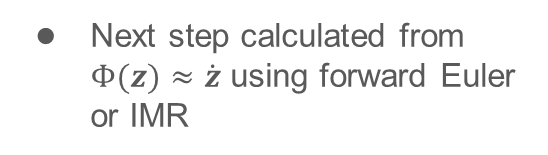 ● Next step calculated from
Φ(𝒛) ≈ 𝒛̇ using forward Euler
or IMR